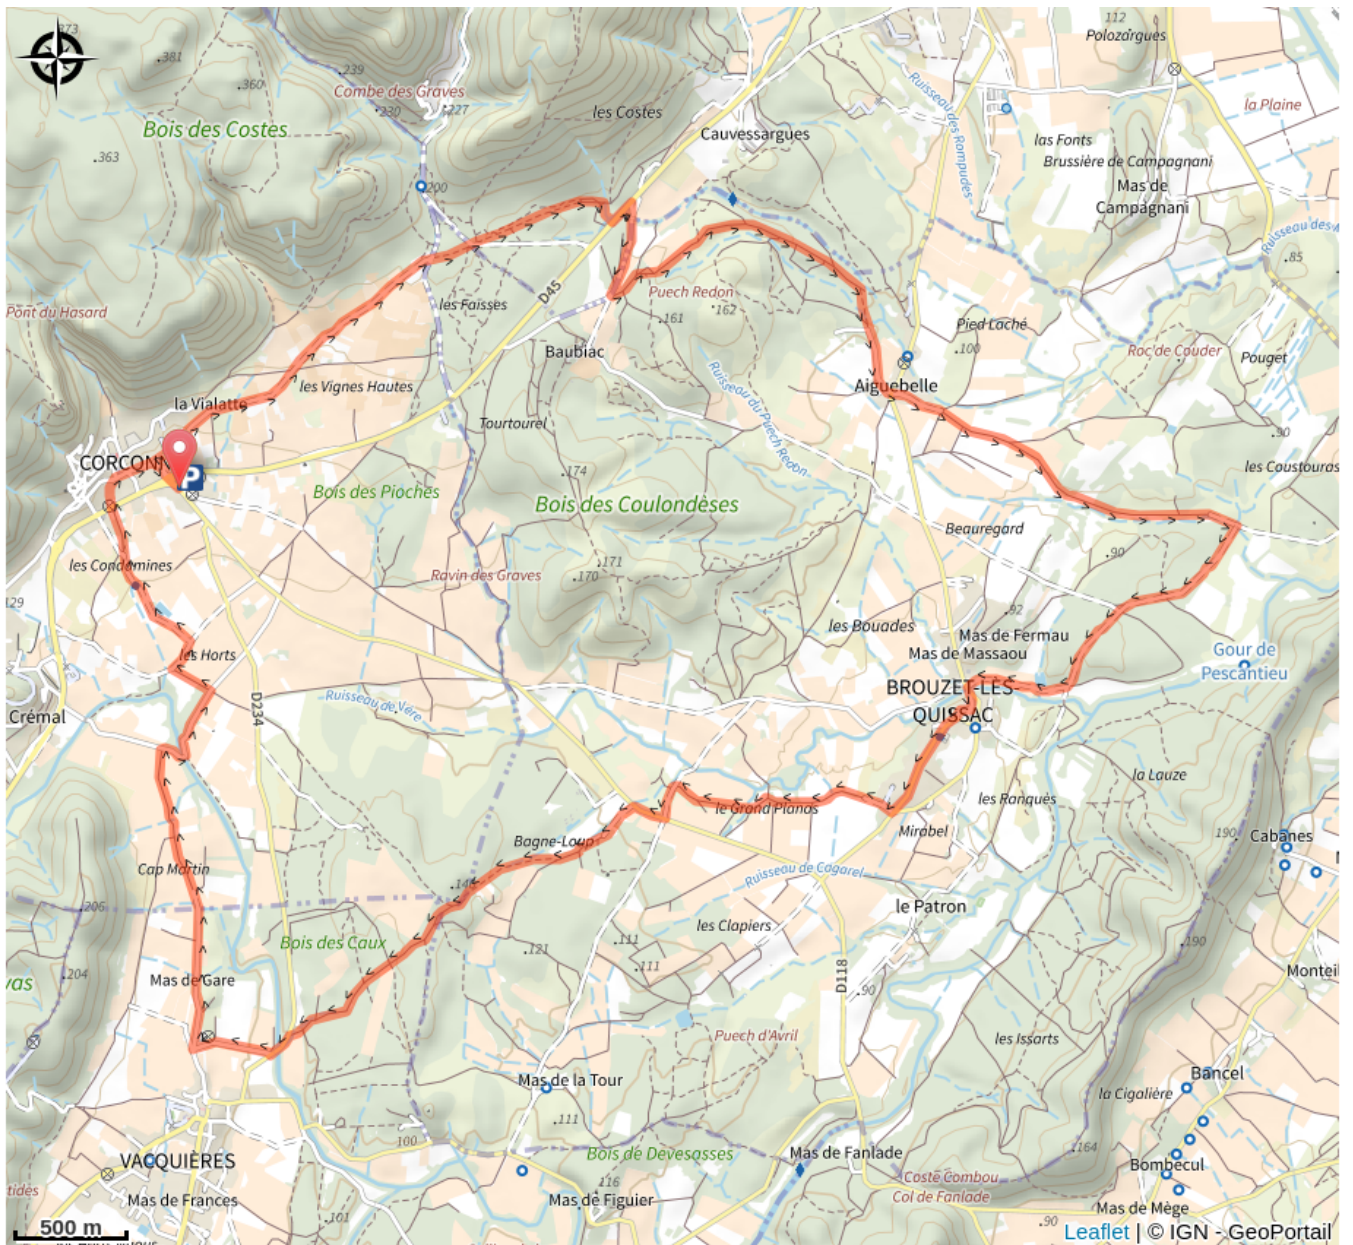 373
.381
.360
.239
Combe des Graves
.230
.227
les Costes
Bois des Costes
.363
Cauvessargues
200
112
Polozargues
la Plaine
Ruisseau des Rampudes
las Fonts
Brussière de Campagnani
Mas de
Campagnani
.85
Pont du Hasard
les Faïsses
D45
Puech Redon
.161
.162
Baubiac
Pied Laché
.100
Roc de Couder
Pouget
Aiguebelle
la Vialatte
les Vignes Hautes
Ruisseau du Puech Redon
Tourtourel
.90
les Coustouras
P
.174
Bois des Pioches
Bois des Coulondèses
Beauregard
.90
les Condamines
.171
.170
Ravin des Graves
129
.92
les Bouades
Mas de Fermau
Mas de Massaou
les Horts
Gour de
Pescantieu
BROUZET-LÈS-
QUISSAC
Crémal
D234
Ruisseau de Vère
la Lauze
les Ranqués
190
le Grand Planas
Mirabel
Cabanes
Bagne-Loup
Cap Martin
Ruisseau de Cagarel
le Patron
.206
les Clapiers
Bois des Caux
.121
.111
.111
.190
.204
Mas de Gare
D118
.90
Monteil
Puech d'Avril
les Issarts
Mas de la Tour
Bancel
la Cigalière
.111
100
.164
VACQUIÈRES
Bois de Devesasses
Mas de Fanlade
Bombecul
Coste Combou
Col de Fanlade
Mas de Frances
116
Mas de Figuier
Mas de Mège
.101
.90
500 m
Leaflet | © IGN - GeoPortail